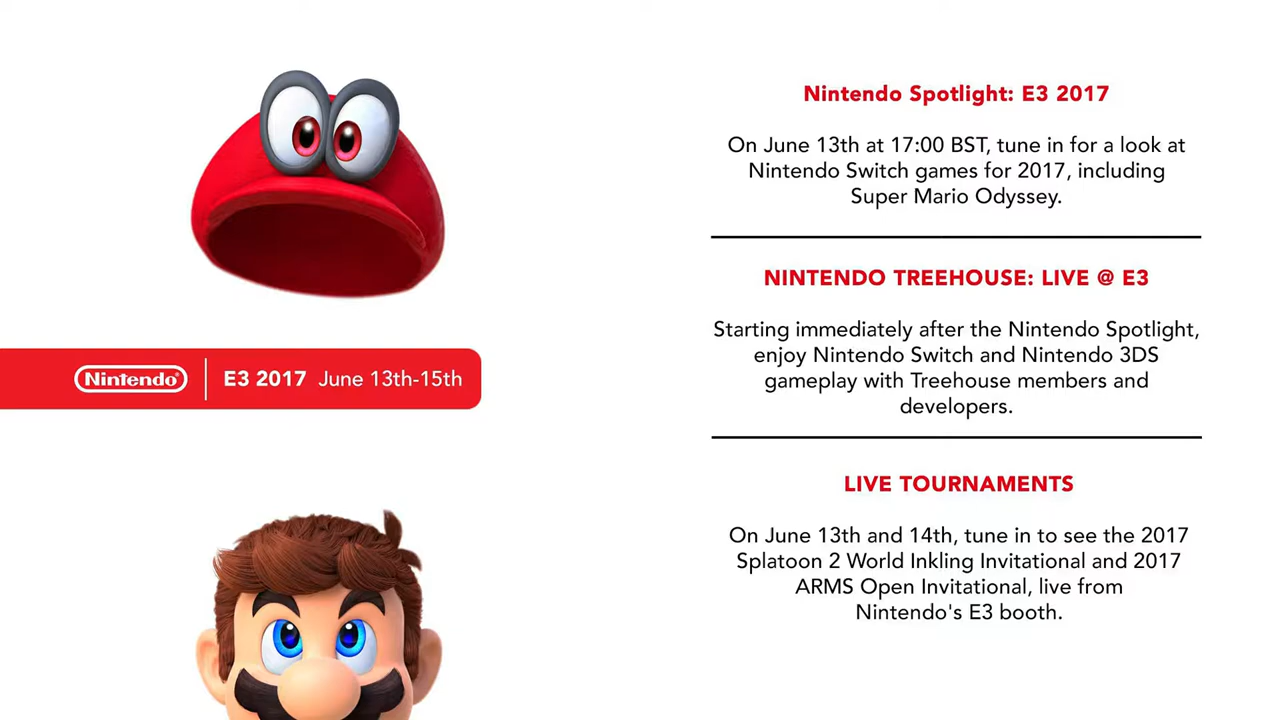 Nintendo Spotlight: E3 2017
On June 13th at 17:00 BST, tune in for a look at
Nintendo Switch games for 2017, including
Super Mario Odyssey.
NINTENDO TREEHOUSE: LIVE @ E3
Starting immediately after the Nintendo Spotlight,
enjoy Nintendo Switch and Nintendo 3DS
gameplay with Treehouse members and
developers.
Nintendo® E3 2017 June 13th-15th
LIVE TOURNAMENTS
On June 13th and 14th, tune in to see the 2017
Splatoon 2 World Inkling Invitational and 2017
ARMS Open Invitational, live from
Nintendo's E3 booth.